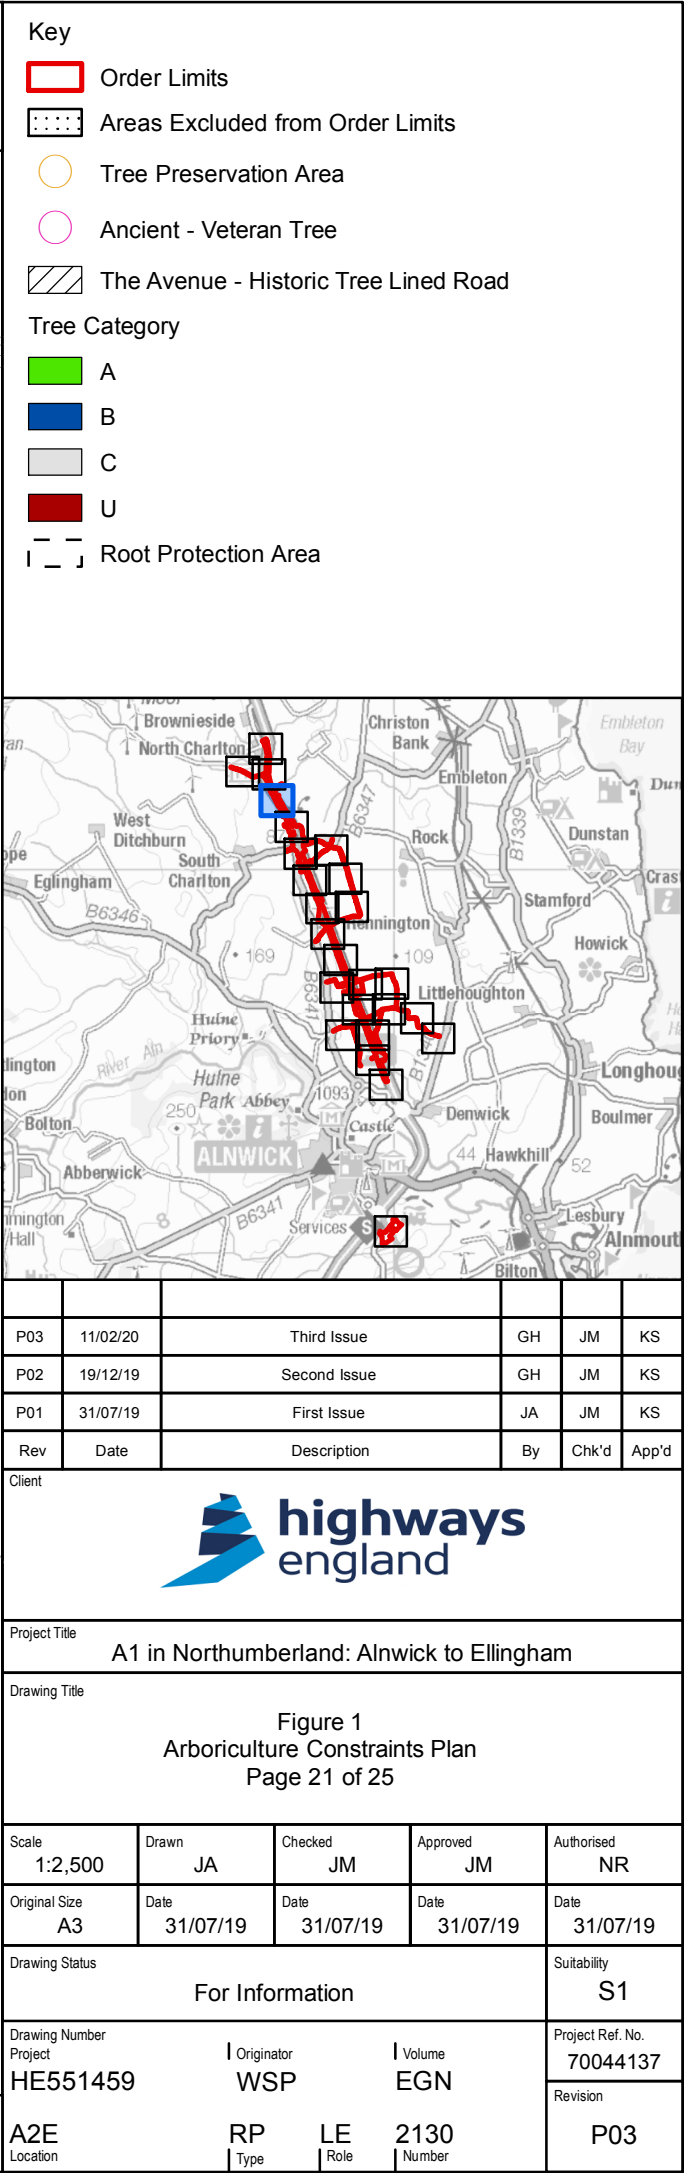 Key
Order Limits
Areas Excluded from Order Limits
Tree Preservation Area
Ancient - Veteran Tree
The Avenue - Historic Tree Lined Road
Tree Category
A
B
C
U
Root Protection Area
Brownieside
North Charlton
Christon
Bank
Embleton
Bay
Embleton
B6347
B1339
West
Ditchburn
Rock
Dunstan
South
Charlton
Eglingham
B6346
Stamford
Howick
169
109
B6341
Littlehoughton
Hulne
Priory
River Aln
Longhoug
Hulne
Park
Abbey
250
1093
Castle
Denwick
Boulmer
Bolton
ALNWICK
44
Hawkhill
52
Abberwick
B6341
Services
S
Lesbury
Alnmout
Hall
Bilton
P03 11/02/20 Third Issue GH JM KS
P02 19/12/19 Second Issue GH JM KS
P01 31/07/19 First Issue JA JM KS
Rev Date Description By Chk'd App'd
Client
highways
england
Project Title
A1 in Northumberland: Alnwick to Ellingham
Drawing Title
Figure 1
Arboriculture Constraints Plan
Page 21 of 25
Scale Drawn Checked Approved Authorised
1:2,500 JA JM JM NR
Original Size Date Date Date Date
A3 31/07/19 31/07/19 31/07/19 31/07/19
Drawing Status Suitability
For Information S1
Drawing Number Project Ref. No.
Project Originator Volume 70044137
HE551459 WSP EGN
Revision
A2E RP LE 2130 P03
Location Type Role Number